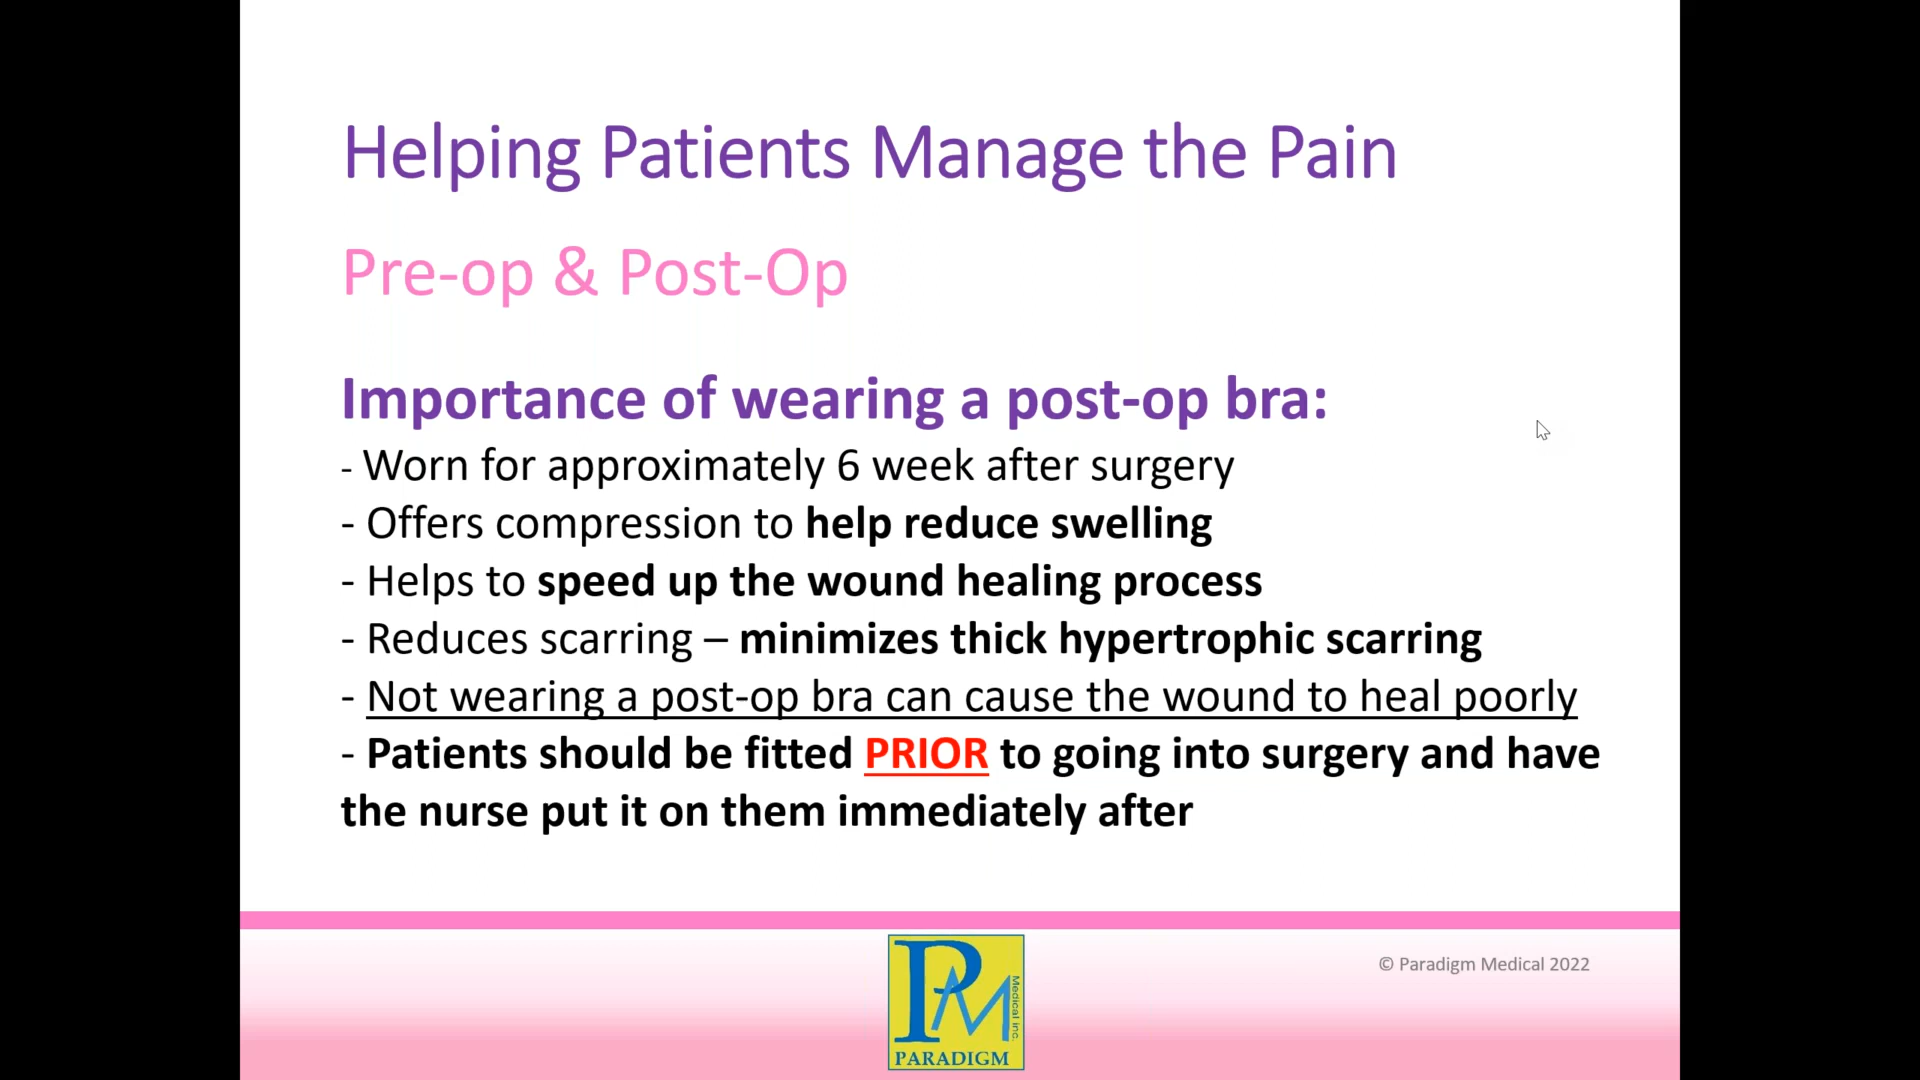 Helping Patients Manage the Pain
Pre-op & Post-Op
Importance of wearing a post-op bra:
- Worn for approximately 6 week after surgery
- Offers compression to help reduce swelling
- Helps to speed up the wound healing process
- Reduces scarring – minimizes thick hypertrophic scarring
- Not wearing a post-op bra can cause the wound to heal poorly
- Patients should be fitted PRIOR to going into surgery and have
the nurse put it on them immediately after
PM
Medical inc.
PARADIGM
© Paradigm Medical 2022